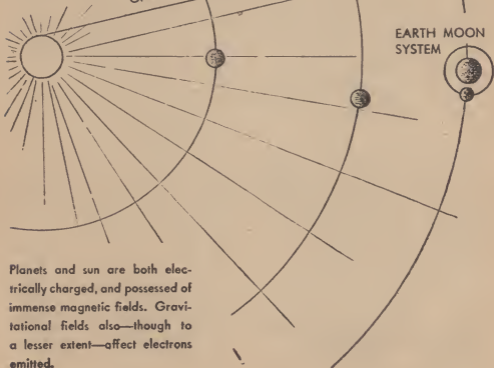 EARTH MOON
SYSTEM
Planets and sun are both elec-
trically charged, and possessed of
immense magnetic fields. Gravi-
tational fields also—though to
a lesser extent—affect electrons
emitted.